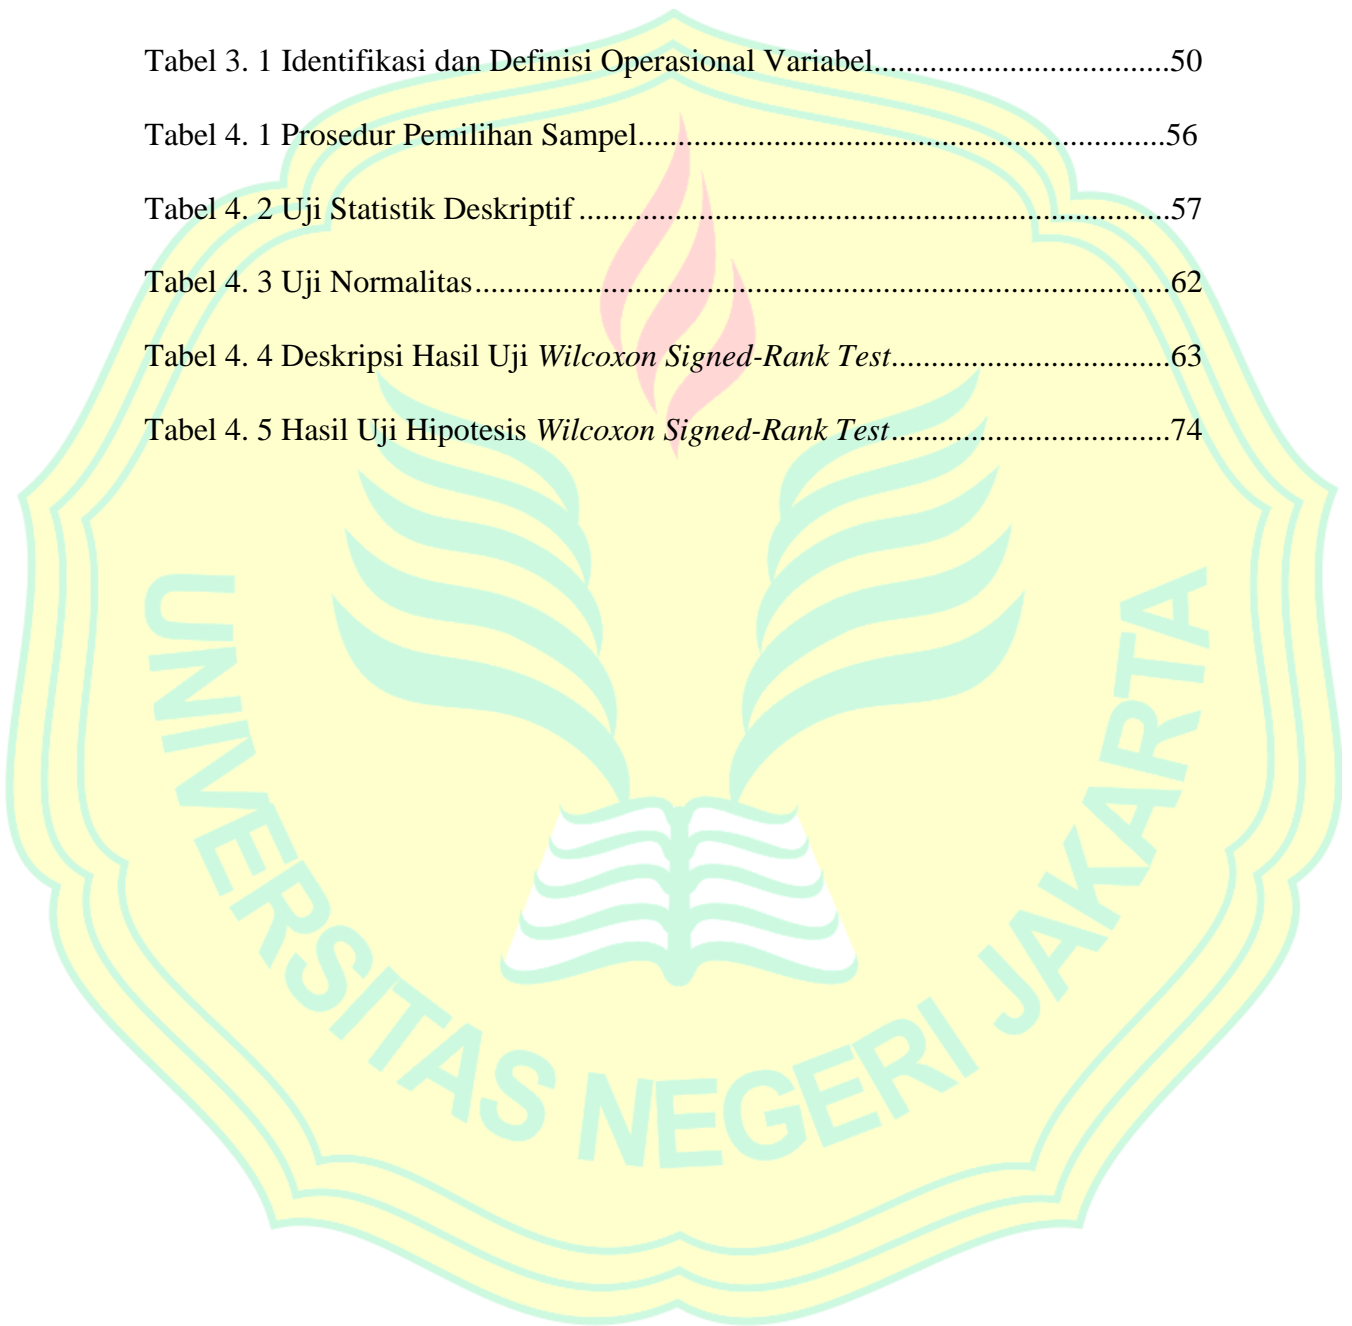 Tabel 3. 1 Identifikasi dan Definisi Operasional Variabel.....................................50
Tabel 4. 1 Prosedur Pemilihan Sampel..................................................................56
Tabel 4. 2 Uji Statistik Deskriptif ..........................................................................57
Tabel 4. 3 Uji Normalitas.......................................................................................62
Tabel 4. 4 Deskripsi Hasil Uji Wilcoxon Signed-Rank Test...................................63
Tabel 4. 5 Hasil Uji Hipotesis Wilcoxon Signed-Rank Test...................................74
UNIVERSITAS NEGERI JAKARTA